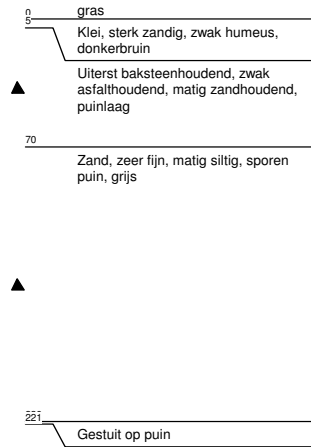 0
gras
5
Klei, sterk zandig, zwak humeus,
donkerbruin
Uiterst baksteenhoudend, zwak
asfalthoudend, matig zandhoudend,
puinlaag
70
Zand, zeer fijn, matig siltig, sporen
puin, grijs
221
Gestuit op puin